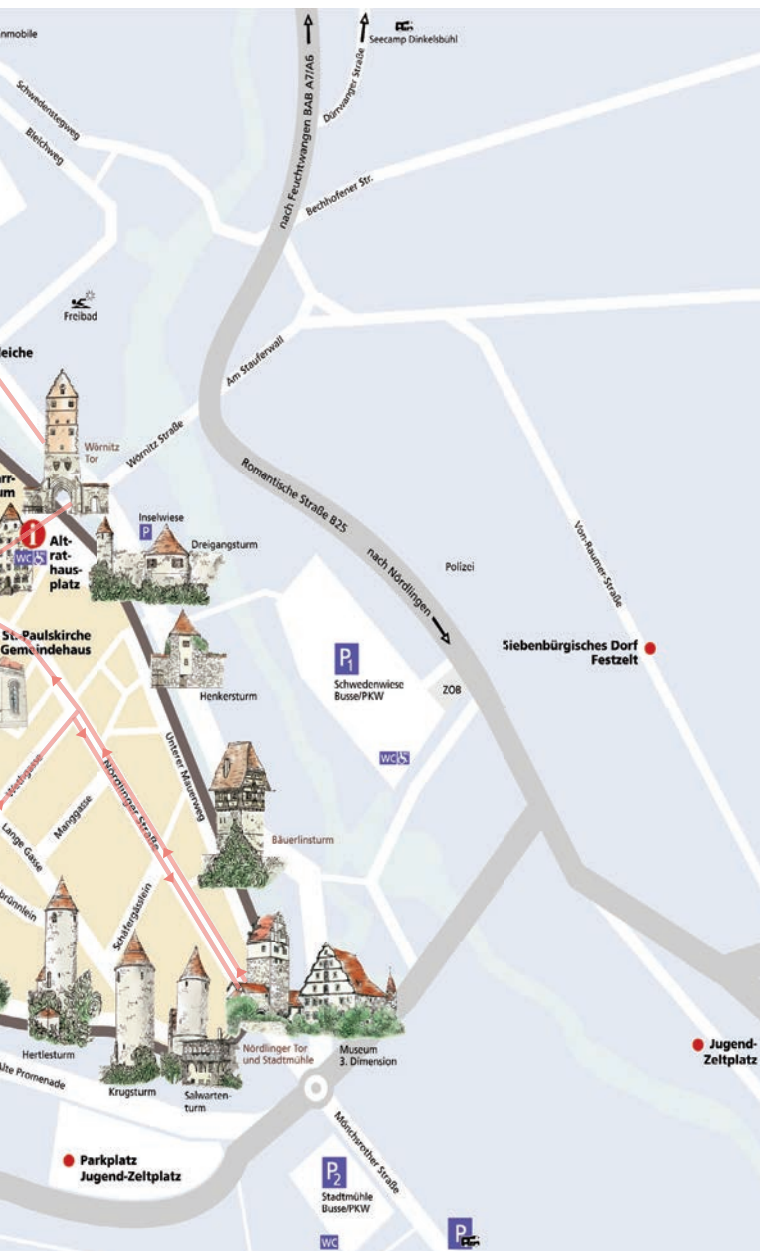 Seecamp Dinkelsbühl
Schwedenstegweg
Bleichweg
nach Feuchtwangen BAB A7/A6
Dürrwanger Straße
Bechhofener Str.
Freibad
Am Stauferwall
Wörnitz
Tor
Wörnitz Straße
Romantische Straße B25
nach Nördlingen
Inselwiese
P
Dreigangsturm
i
WC
Alt-
rat-
haus-
platz
Polizei
Von-Raumer-Straße
St. Paulskirche
Gemeindehaus
Siebenbürgisches Dorf
Festzelt
P1
Schwedenwiese
Busse/PKW
ZOB
WC
Henkersturm
Unterer Mauerweg
Nördlinger Straße
Wethgasse
Manggasse
Lange Gasse
Bäuerlinsturm
Schäfergässlein
Hertlesturm
Krugsturm
Salwarten-
turm
Nördlinger Tor
und Stadtmühle
Museum
3. Dimension
Jugend-
Zeltplatz
Alte Promenade
Parkplatz
Jugend-Zeltplatz
Mönchsrother Straße
P2
Stadtmühle
Busse/PKW
WC
P